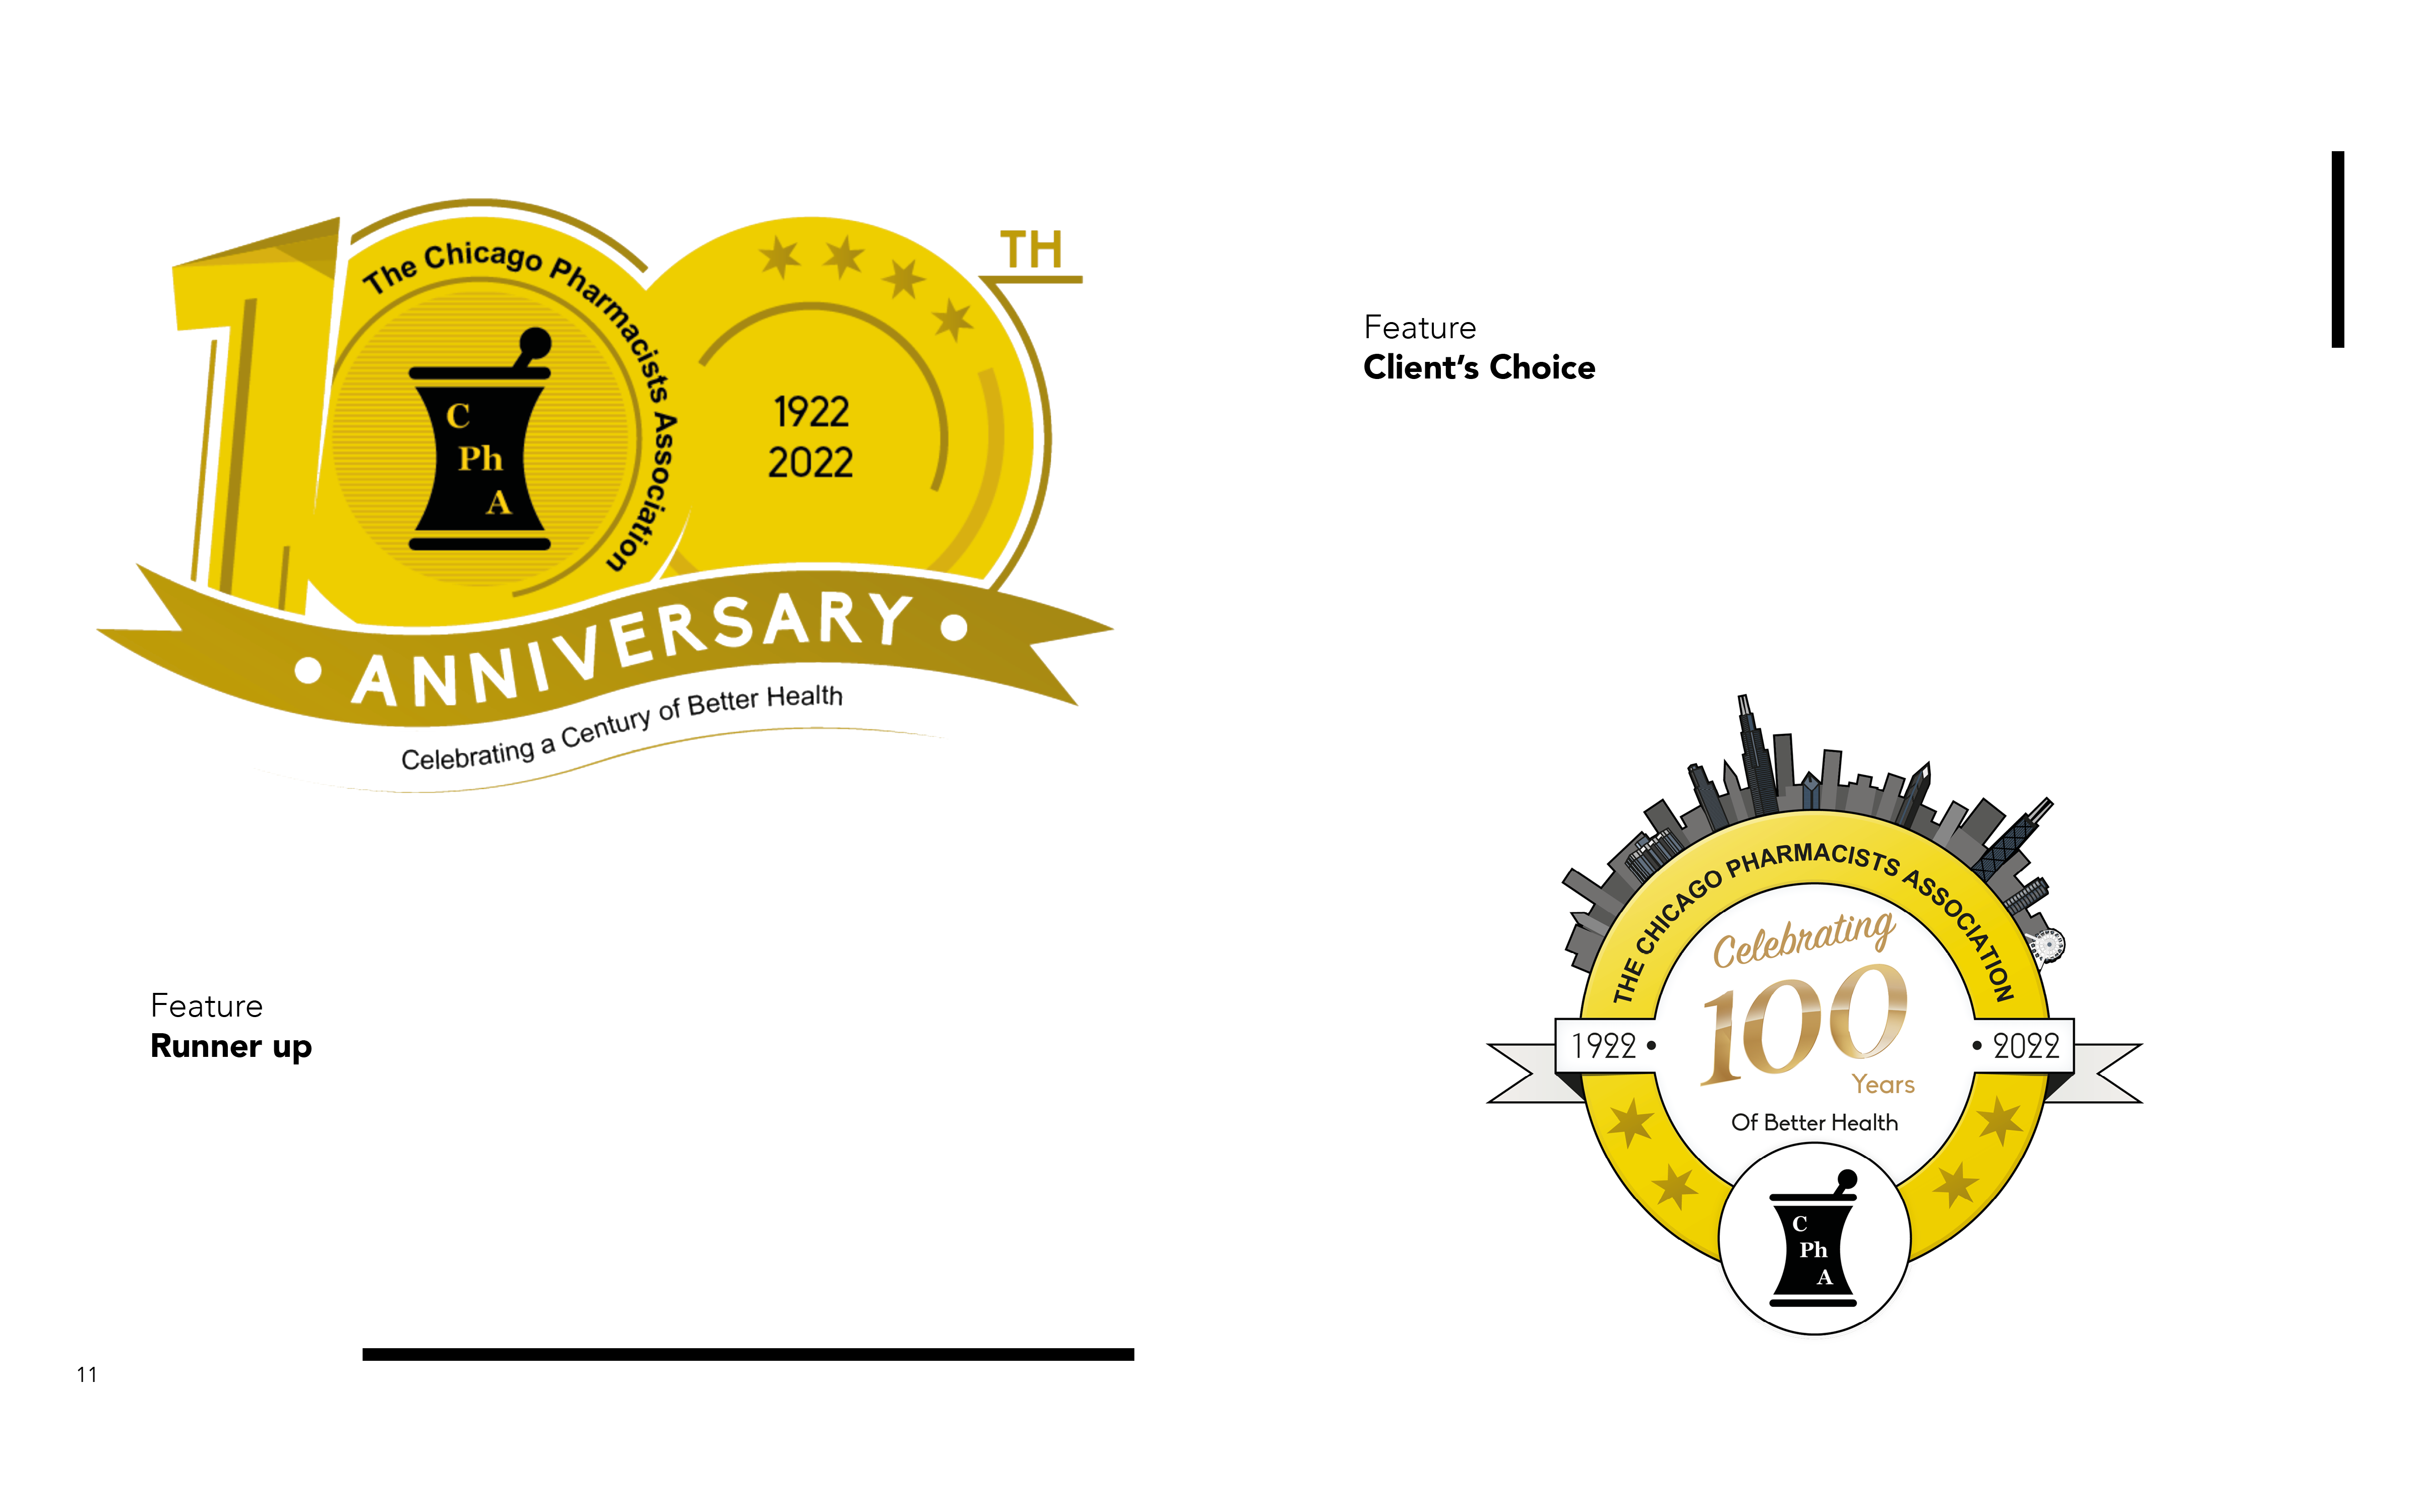 The Chicago Pharmacists Association
TH
C
Ph
A
1922
2022
• ANNIVERSARY •
Celebrating a Century of Better Health
Feature
Runner up
11
Feature
Client’s Choice
THE CHICAGO PHARMACISTS ASSOCIATION
Celebrating
100
Years
1922 •
• 2022
Of Better Health
C
Ph
A